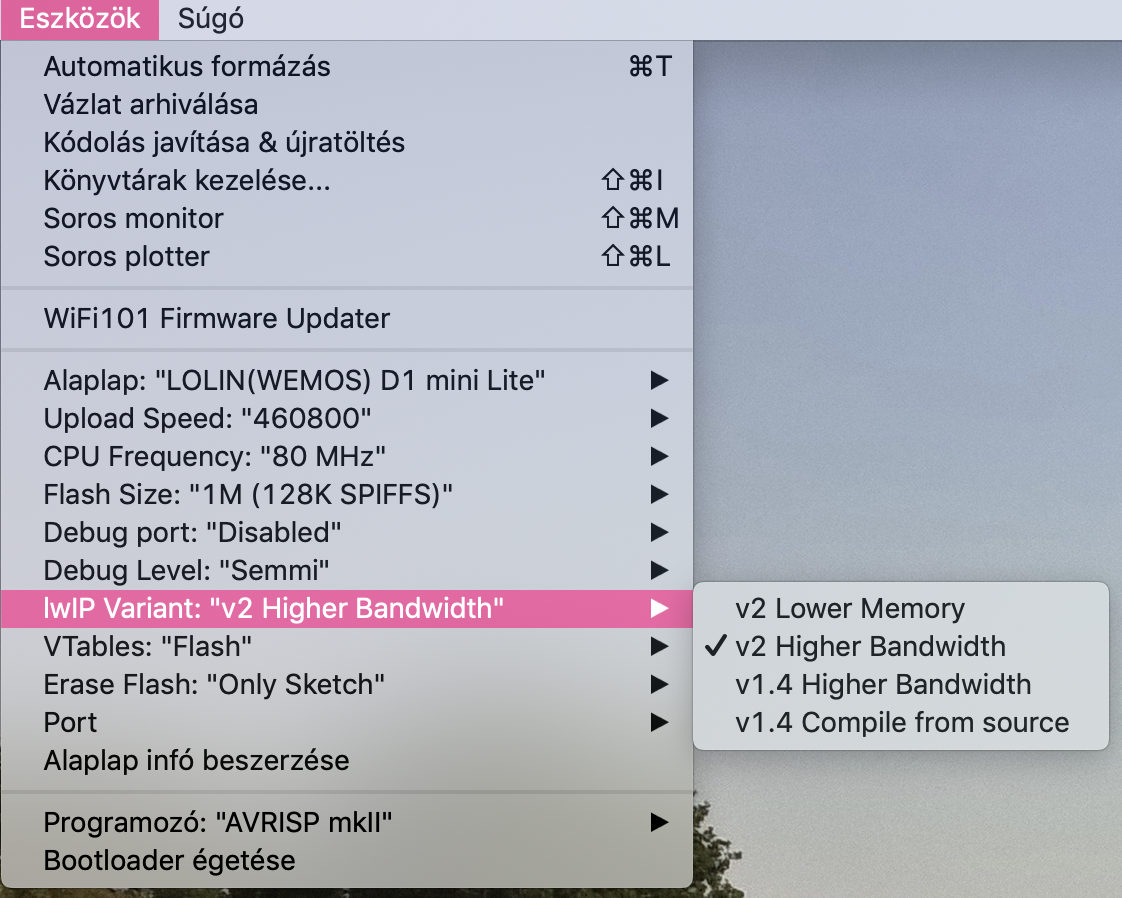 Eszközök Súgó
Automatikus formázás ⌘T
Vázlat arhiválása
Kódolás javítása & újratöltés
Könyvtárak kezelése... ⇧⌘I
Soros monitor ⇧⌘M
Soros plotter ⇧⌘L
WiFi101 Firmware Updater
Alaplap: "LOLIN(WEMOS) D1 mini Lite" ▶
Upload Speed: "460800" ▶
CPU Frequency: "80 MHz" ▶
Flash Size: "1M (128K SPIFFS)" ▶
Debug port: "Disabled" ▶
Debug Level: "Semmi" ▶
lwIP Variant: "v2 Higher Bandwidth" ▶
VTables: "Flash" ▶
Erase Flash: "Only Sketch" ▶
Port ▶
Alaplap infó beszerzése
Programozó: "AVRISP mkII" ▶
Bootloader égetése
v2 Lower Memory
✓ v2 Higher Bandwidth
v1.4 Higher Bandwidth
v1.4 Compile from source